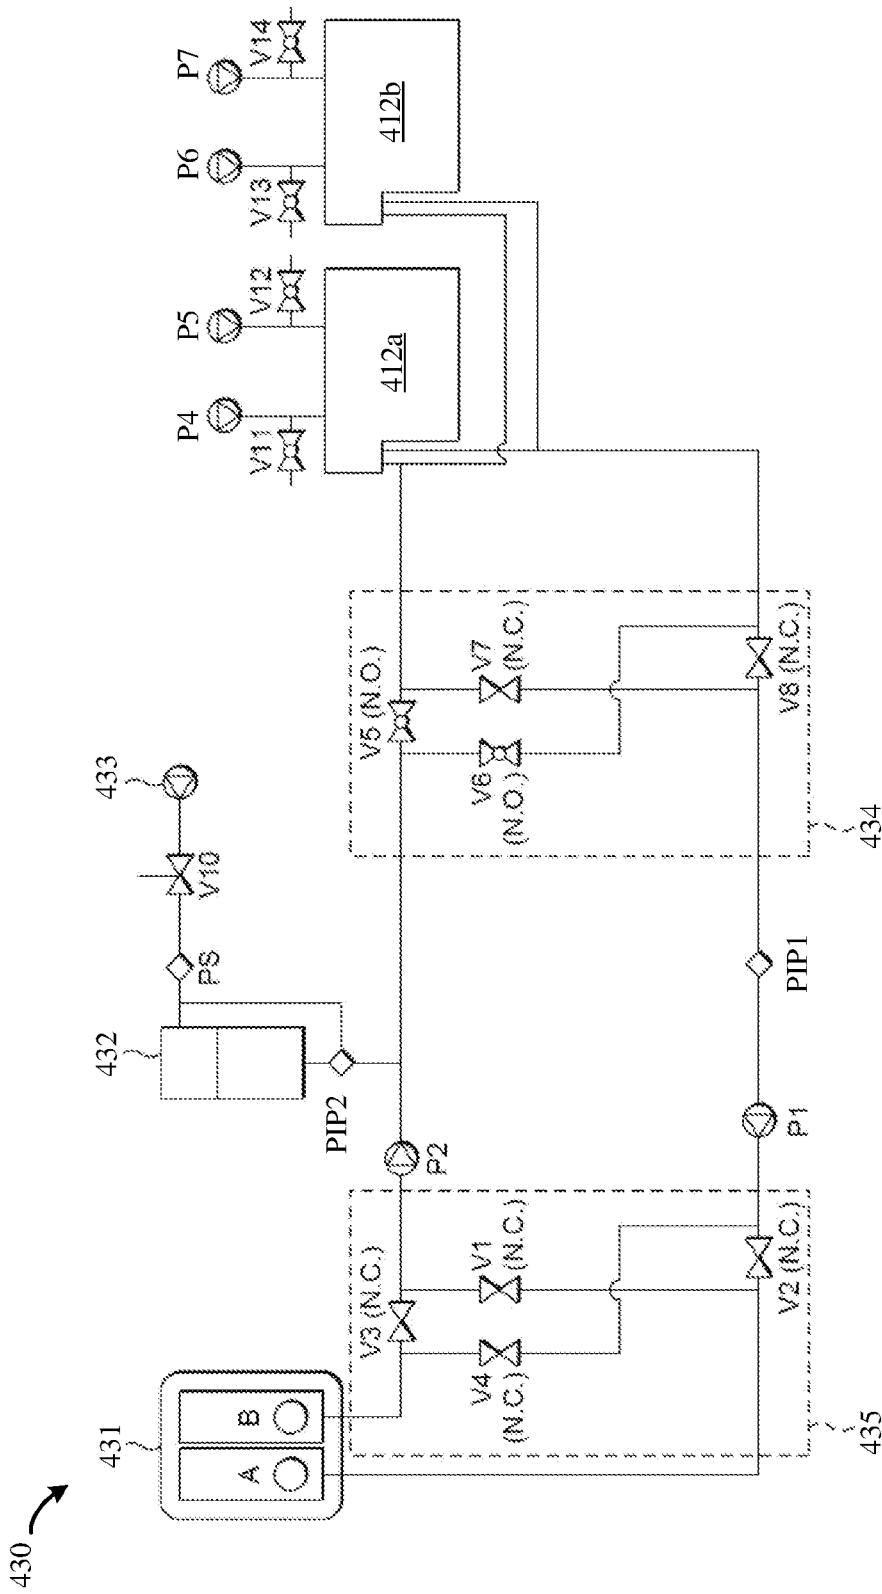 430
431
432
433
P4
P5
P6
P7
A
B
PS
V10
V11
V12
V13
V14
PIP2
V3 (N.C.)
P2
V5 (N.O.)
412a
412b
V4
(N.C.)
V1
(N.C.)
V6
(N.O.)
V7
(N.C.)
V2 (N.C.)
P1
PIP1
V8 (N.C.)
435
434